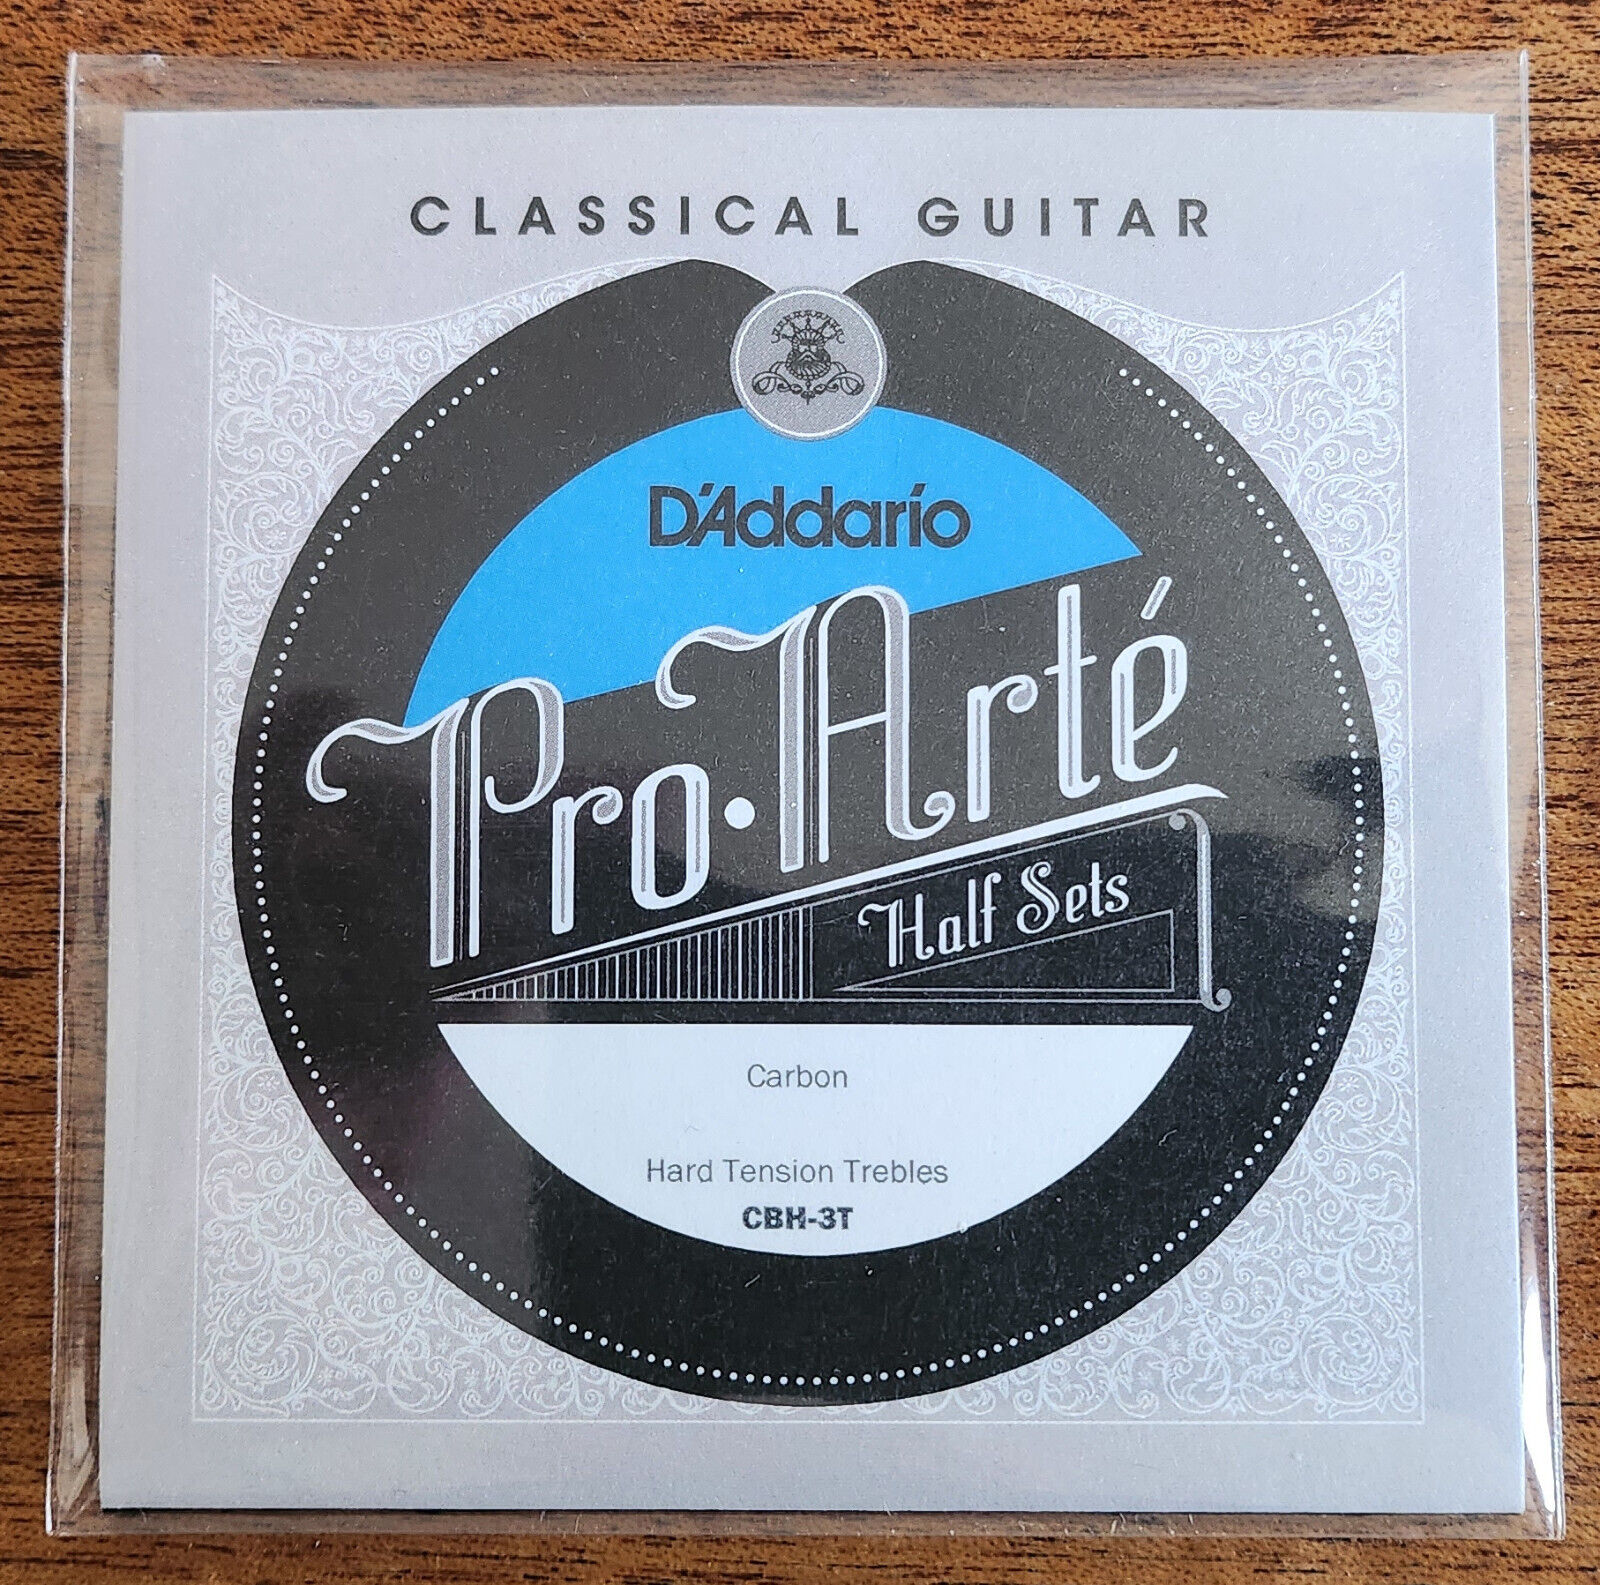 CLASSICAL GUITAR
D'Addario
Pro·Arté
Half Sets
Carbon
Hard Tension Trebles
CBH-3T